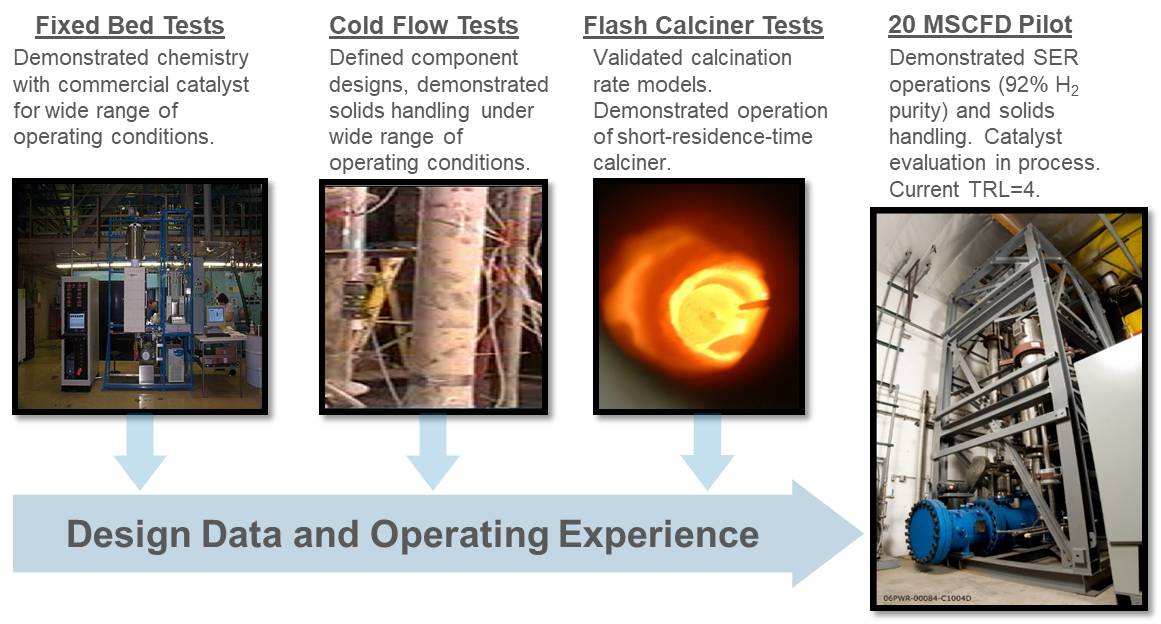 Fixed Bed Tests
Demonstrated chemistry
with commercial catalyst
for wide range of
operating conditions.
Cold Flow Tests
Defined component
designs, demonstrated
solids handling under
wide range of
operating conditions.
Flash Calciner Tests
Validated calcination
rate models.
Demonstrated operation
of short-residence-time
calciner.
20 MSCFD Pilot
Demonstrated SER
operations (92% H₂
purity) and solids
handling. Catalyst
evaluation in process.
Current TRL=4.
Design Data and Operating Experience
06PWR-00084-C1004D